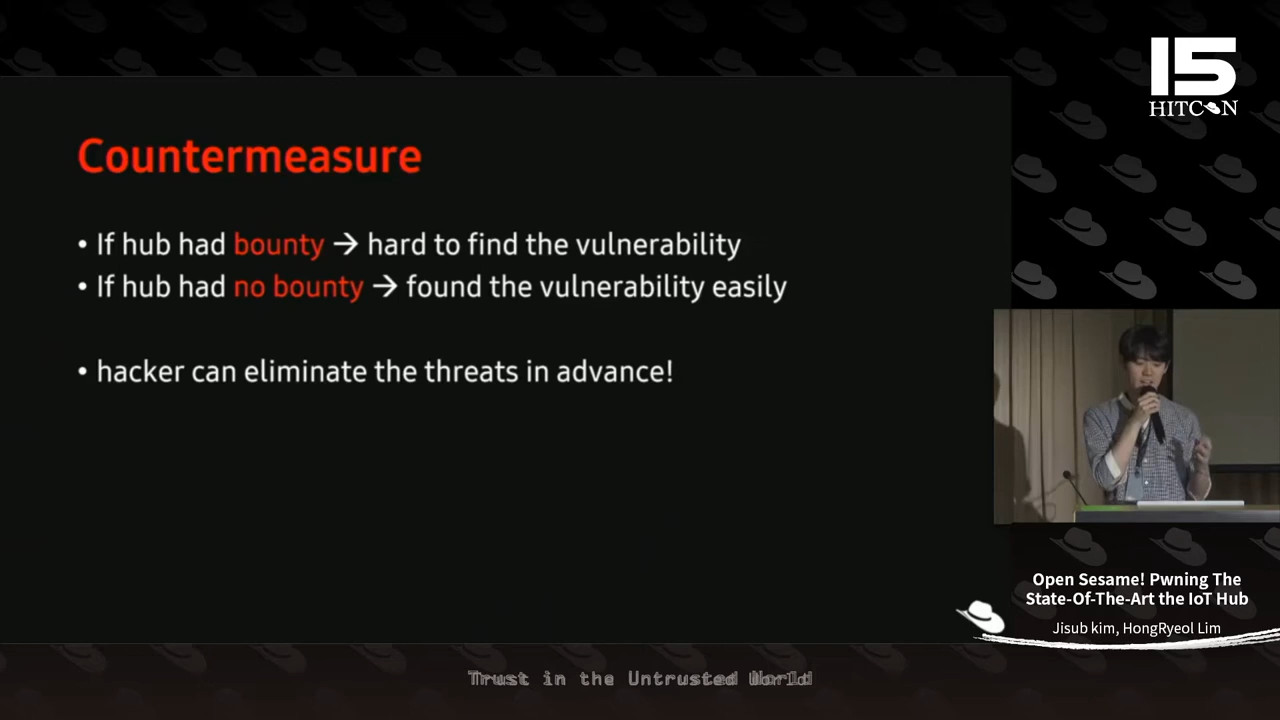 15
HITCON
Countermeasure
• If hub had bounty → hard to find the vulnerability
• If hub had no bounty → found the vulnerability easily
• hacker can eliminate the threats in advance!
Open Sesame! Pwning The
State-Of-The-Art the IoT Hub
Jisub kim, HongRyeol Lim
Trust in the Untrusted World